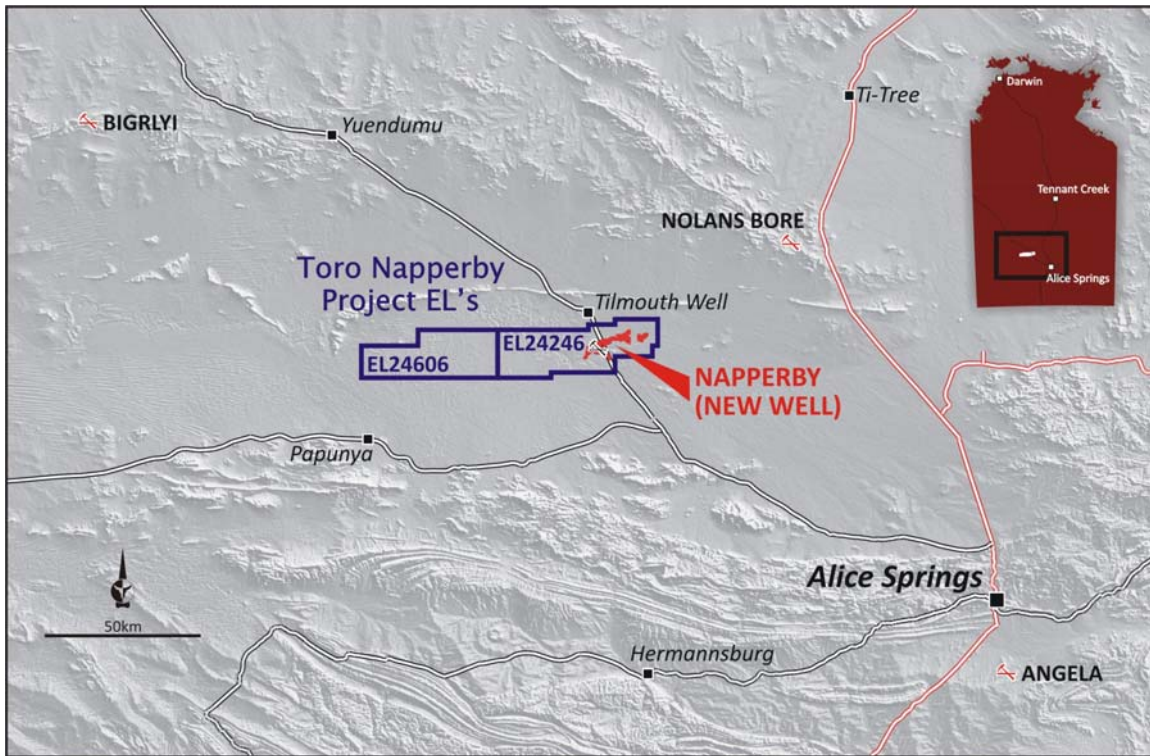 Darwin
Ti-Tree
BIGRLYI
Yuendumu
Tennant Creek
NOLANS BORE
Toro Napperby
Project EL's
Alice Springs
Tilmouth Well
EL24246
EL24606
NAPPERBY
(NEW WELL)
Papunya
Alice Springs
50km
Hermannsburg
ANGELA